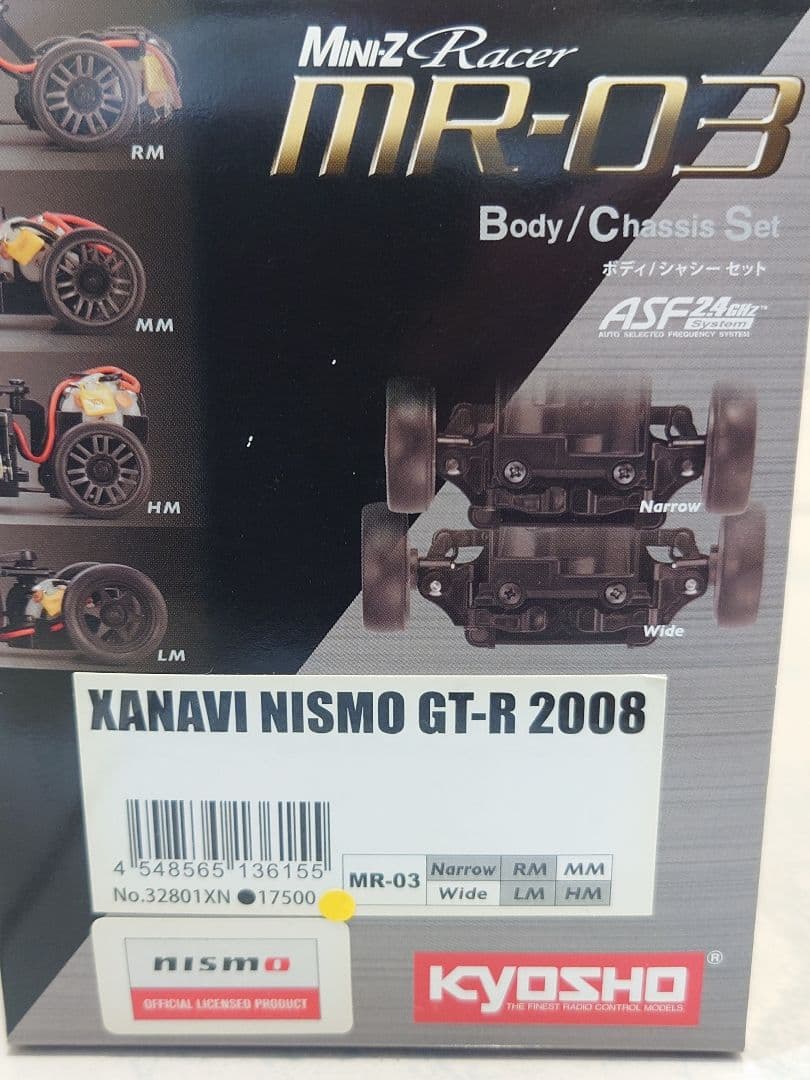 MINI-Z Racer
MR-03
Body/Chassis Set
ボディ/シャシー セット
ASF 2.4GHz™
System
AUTO SELECTED FREQUENCY SYSTEM
RM
MM
HM
LM
Narrow
Wide
XANAVI NISMO GT-R 2008
4 548565 136155
No.32801XN ●17500
MR-03 Narrow RM MM
Wide LM HM
nismo
OFFICIAL LICENSED PRODUCT
KYOSHO®
THE FINEST RADIO CONTROL MODELS